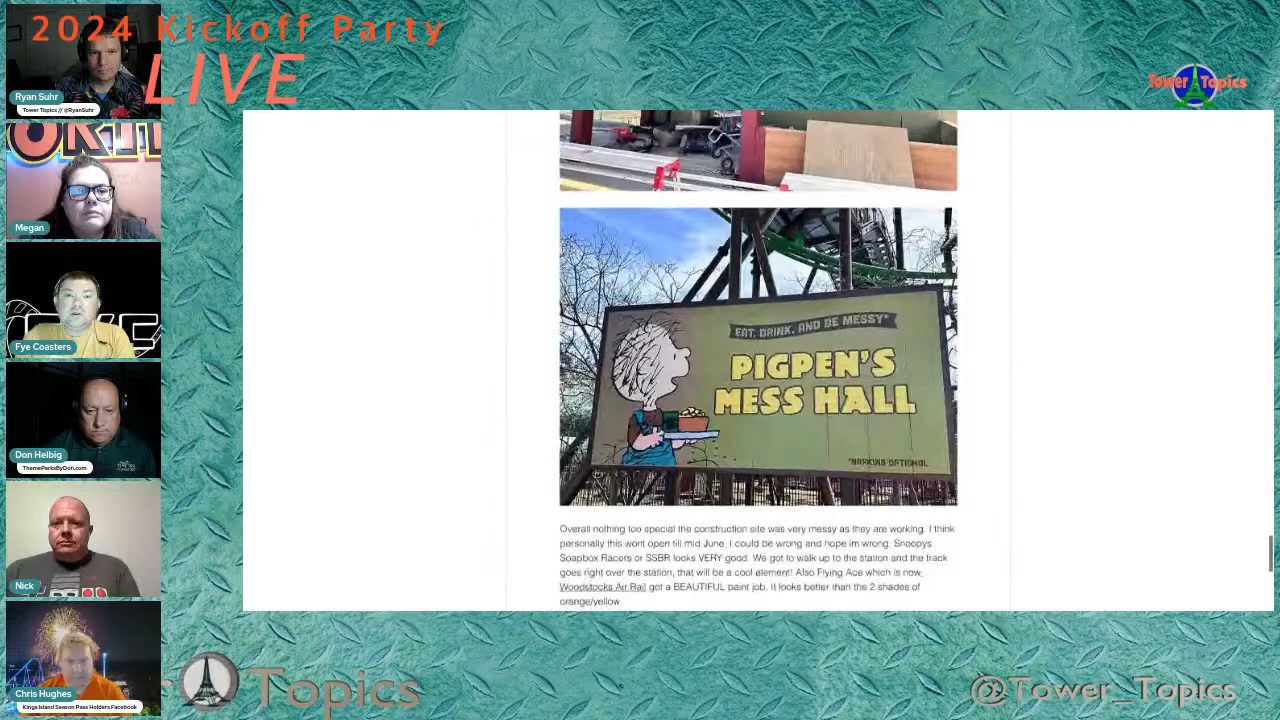 2024 Kickoff Party
LIVE
Tower Topics
Ryan Suhr
Tower Topics // @RyanSuhr
Megan
Fye Coasters
Don Helbig
ThemeParksByDon.com
Nick
Chris Hughes
Kings Island Season Pass Holders Facebook
EAT, DRINK, AND BE MESSY*
PIGPEN'S
MESS HALL
*NAPKINS OPTIONAL
Overall nothing too special the construction site was very messy as they are working. I think
personally this wont open till mid June. I could be wrong and hope im wrong. Snoopys
Soapbox Racers or SSBR looks VERY good. We got to walk up to the station and the track
goes right over the station, that will be a cool element! Also Flying Ace which is now
Woodstocks Air Rail got a BEAUTIFUL paint job. It looks better than the 2 shades of
orange/yellow
Topics
@Tower_Topics